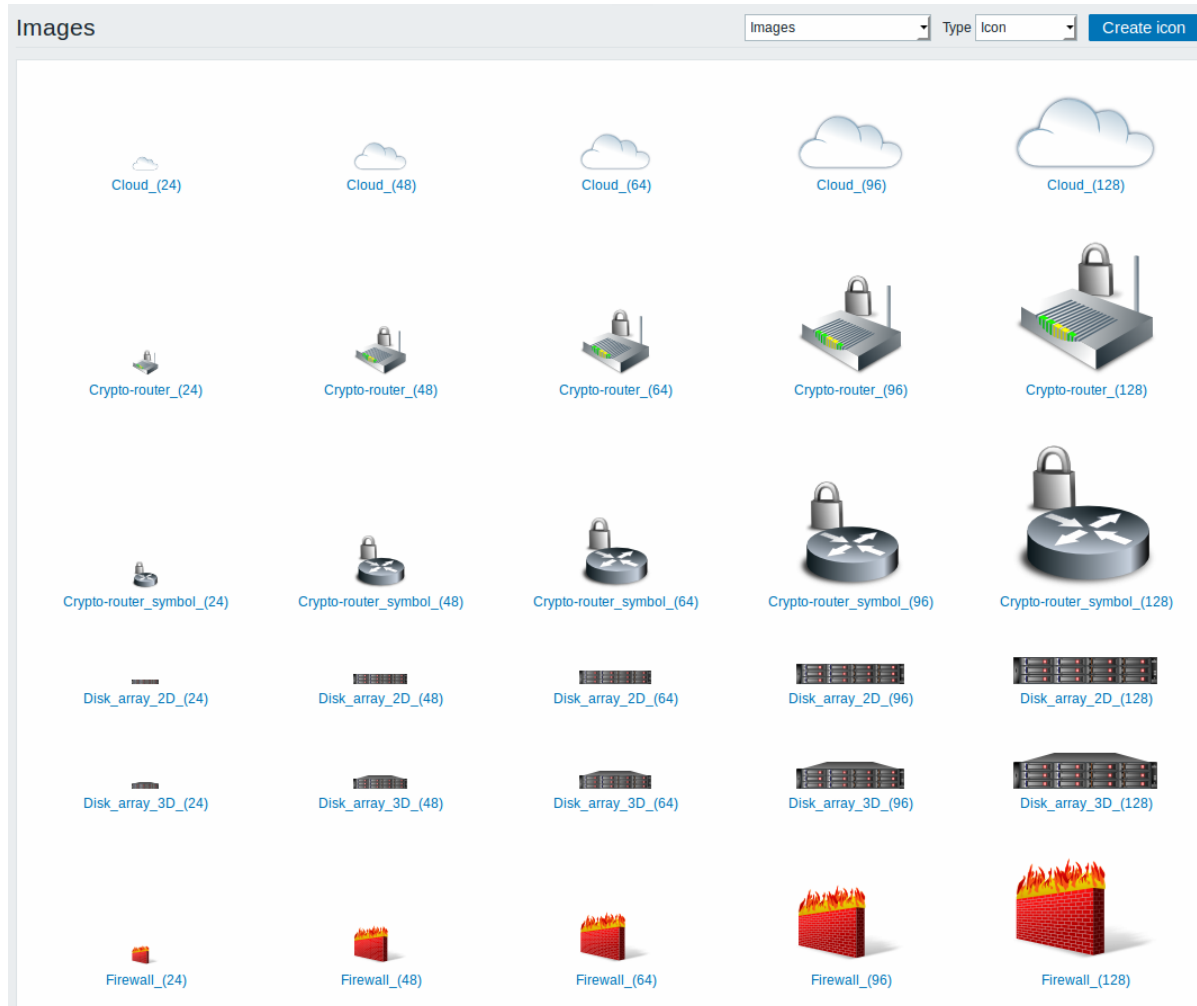 Images
Images Type Icon Create icon
Cloud_(24) Cloud_(48) Cloud_(64) Cloud_(96) Cloud_(128)
Crypto-router_(24) Crypto-router_(48) Crypto-router_(64) Crypto-router_(96) Crypto-router_(128)
Crypto-router_symbol_(24) Crypto-router_symbol_(48) Crypto-router_symbol_(64) Crypto-router_symbol_(96) Crypto-router_symbol_(128)
Disk_array_2D_(24) Disk_array_2D_(48) Disk_array_2D_(64) Disk_array_2D_(96) Disk_array_2D_(128)
Disk_array_3D_(24) Disk_array_3D_(48) Disk_array_3D_(64) Disk_array_3D_(96) Disk_array_3D_(128)
Firewall_(24) Firewall_(48) Firewall_(64) Firewall_(96) Firewall_(128)